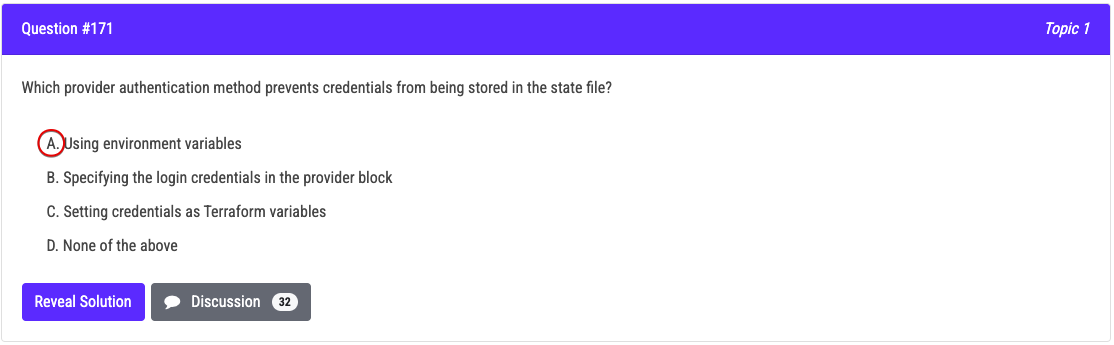 Question #171
Topic 1
Which provider authentication method prevents credentials from being stored in the state file?
A. Using environment variables
B. Specifying the login credentials in the provider block
C. Setting credentials as Terraform variables
D. None of the above
Reveal Solution
Discussion 32